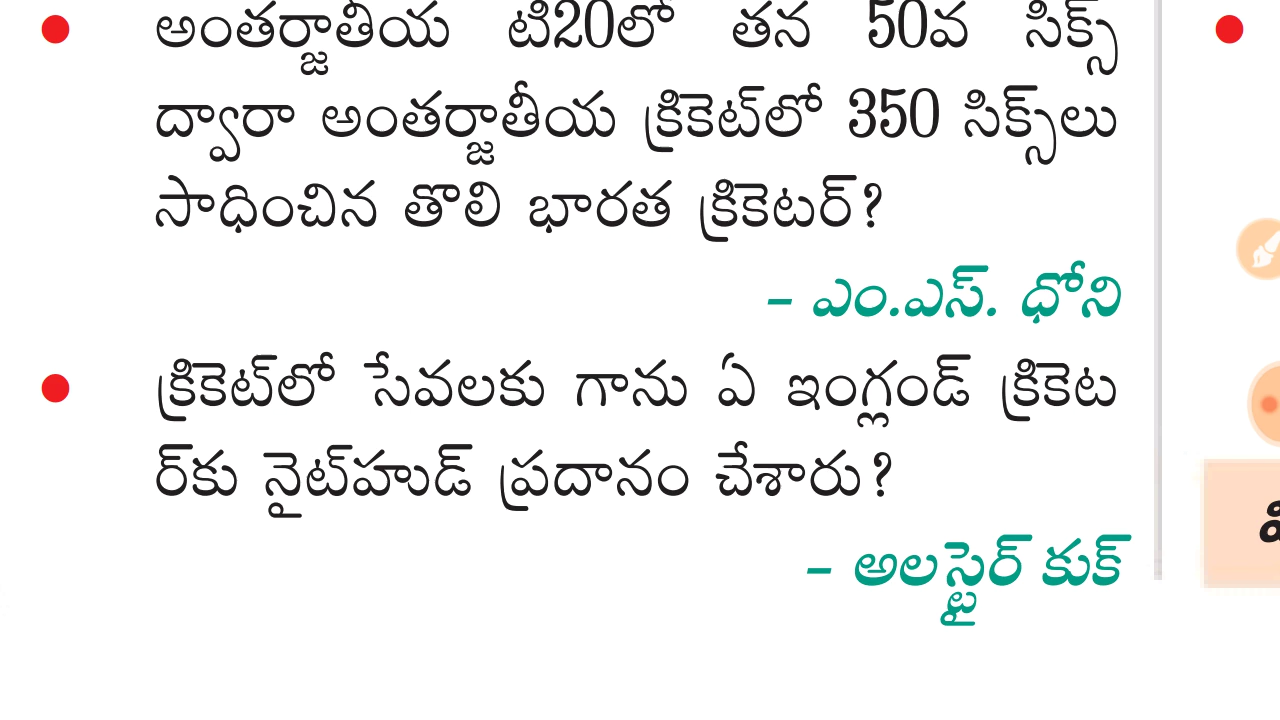 అంతర్జాతీయ టి20లో తన 50వ సిక్స్
ద్వారా అంతర్జాతీయ క్రికెట్‌లో 350 సిక్స్‌లు
సాధించిన తొలి భారత క్రికెటర్?
– ఎం.ఎస్. ధోని
క్రికెట్‌లో సేవలకు గాను ఏ ఇంగ్లండ్ క్రికెట
ర్‌కు నైట్‌హుడ్ ప్రదానం చేశారు?
– అలస్టైర్ కుక్